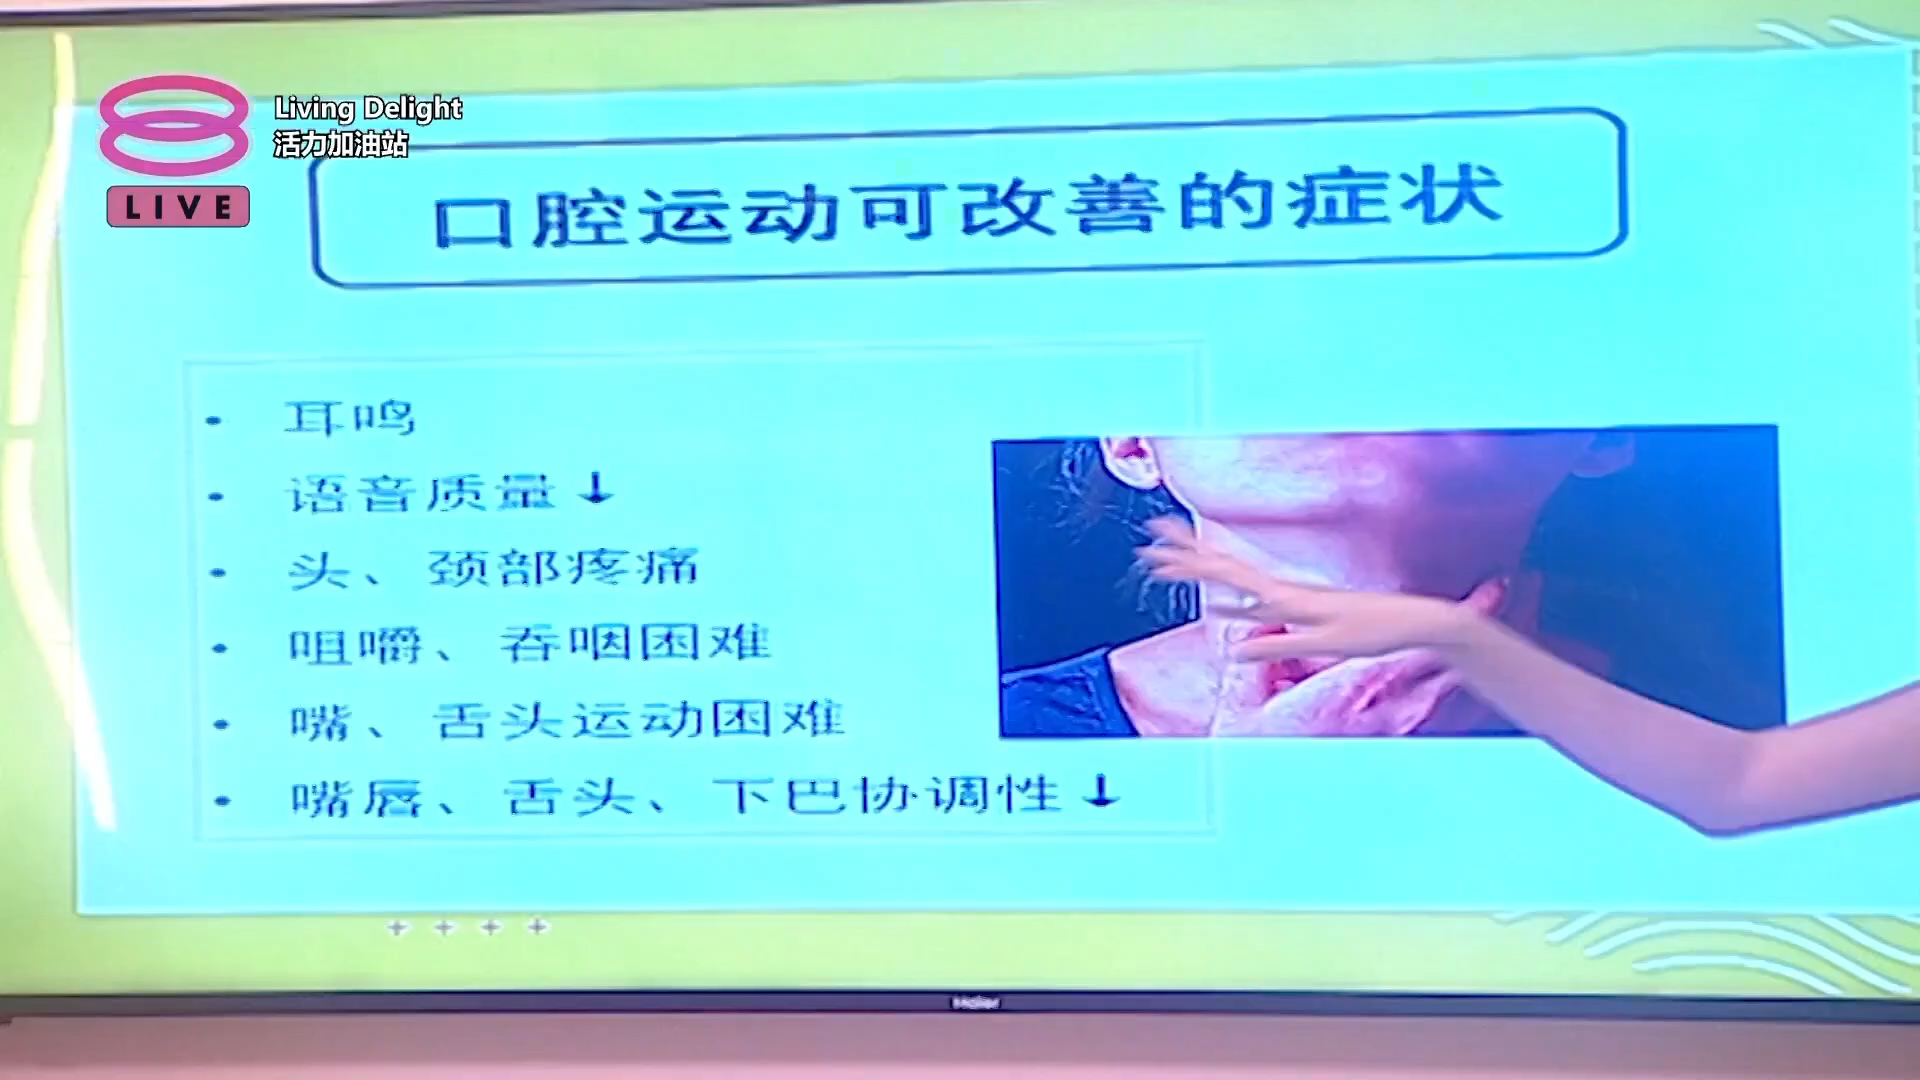 Living Delight
活力加油站
LIVE
口腔运动可改善的症状
• 耳鸣
• 语音质量↓
• 头、颈部疼痛
• 咀嚼、吞咽困难
• 嘴、舌头运动困难
• 嘴唇、舌头、下巴协调性↓
Haier